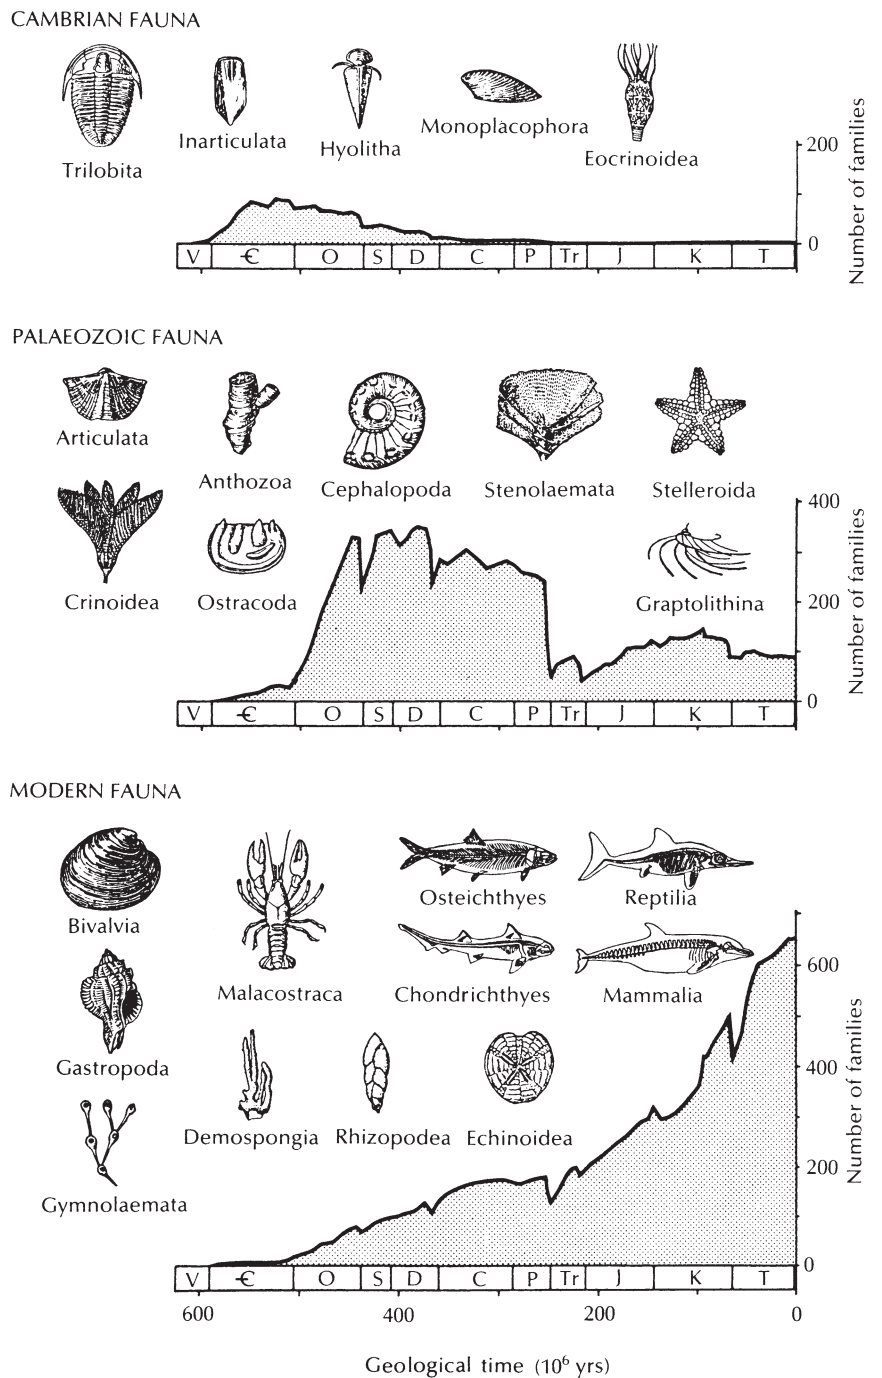 CAMBRIAN FAUNA
Trilobita
Inarticulata
Hyolitha
Monoplacophora
Eocrinoidea
200
0
Number of families
V Є O S D C P Tr J K T
PALAEOZOIC FAUNA
Articulata
Anthozoa
Cephalopoda
Stenolaemata
Stelleroida
Crinoidea
Ostracoda
Graptolithina
400
200
0
Number of families
V Є O S D C P Tr J K T
MODERN FAUNA
Bivalvia
Malacostraca
Osteichthyes
Reptilia
Chondrichthyes
Mammalia
Gastropoda
Demospongia
Rhizopodea
Echinoidea
Gymnolaemata
600
400
200
0
Number of families
V Є O S D C P Tr J K T
600 400 200 0
Geological time (10⁶ yrs)